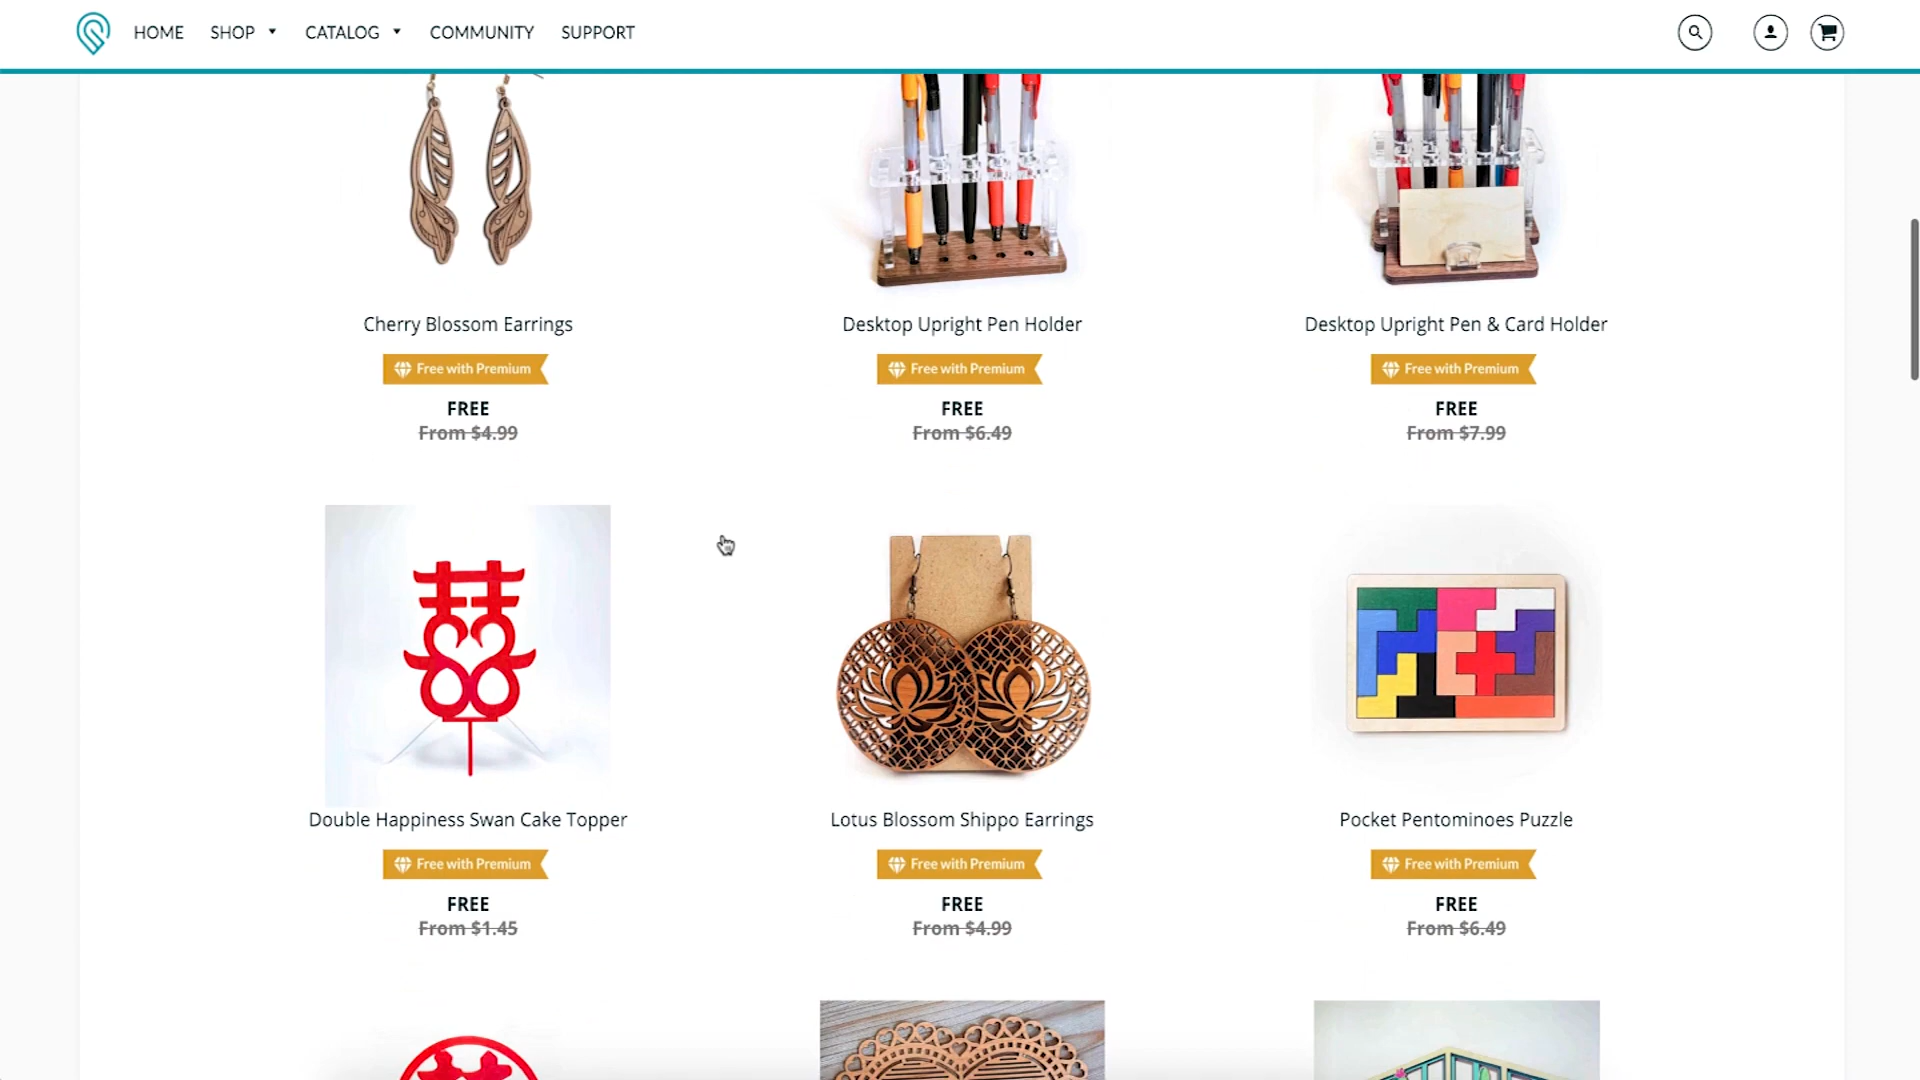 HOME SHOP CATALOG COMMUNITY SUPPORT
Cherry Blossom Earrings
Free with Premium
FREE
From $4.99
Desktop Upright Pen Holder
Free with Premium
FREE
From $6.49
Desktop Upright Pen & Card Holder
Free with Premium
FREE
From $7.99
Double Happiness Swan Cake Topper
Free with Premium
FREE
From $1.45
Lotus Blossom Shippo Earrings
Free with Premium
FREE
From $4.99
Pocket Pentominoes Puzzle
Free with Premium
FREE
From $6.49